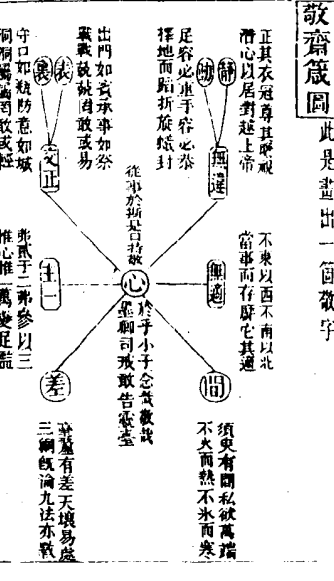 敬齋箴圖
此是畫出一箇敬字
正其衣冠尊其瞻視
潛心以居對越上帝
靜
動
足容必重手容必恭
擇地而蹈折旋蟻封
無違
出門如賓承事如祭
戰戰兢兢罔敢或易
表
裏
守口如瓶防意如城
洞洞屬屬罔敢或輕
交正
從事於斯是曰持敬
心
不東以西不南以北
當事而存靡它其適
無適
主一
弗貳于二弗參以三
惟心惟一萬變是監
於乎小子念哉敬哉
墨卿司戒敢告靈臺
間
須臾有間私欲萬端
不火而熱不氷而寒
差
毫釐有差天壤易處
三綱旣淪九法亦斁